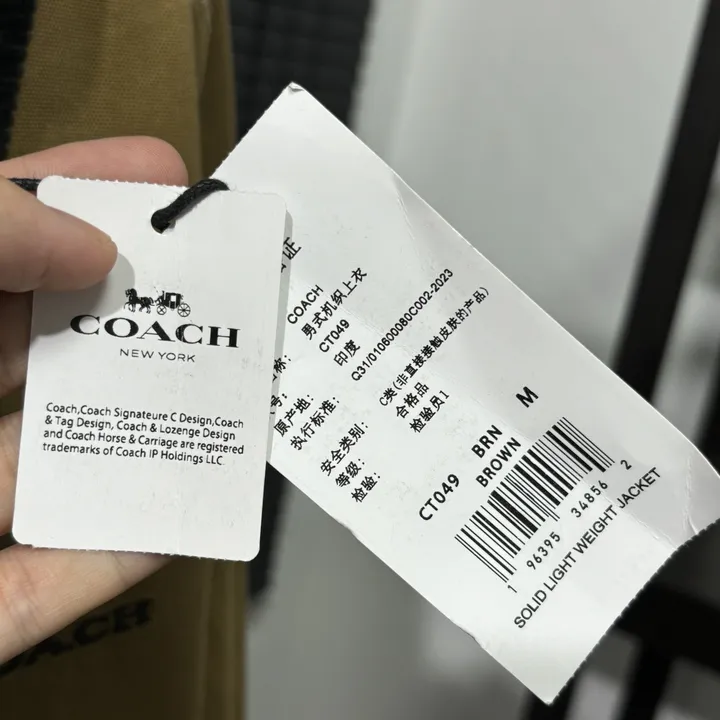 COACH
NEW YORK
Coach,Coach Signateure C Design,Coach
& Tag Design, Coach & Lozenge Design
and Coach Horse & Carriage are registered
trademarks of Coach IP Holdings LLC.
证
COACH
男式机织上衣
称:
CT049
号:
印度
原产地:
Q31/010600080C002-2023
执行标准:
C类(非直接接触皮肤的产品)
安全类别:
合格品
等级:
检验员1
检验:
CT049 BRN M
BROWN
1 96395 34856 2
SOLID LIGHT WEIGHT JACKET
COACH